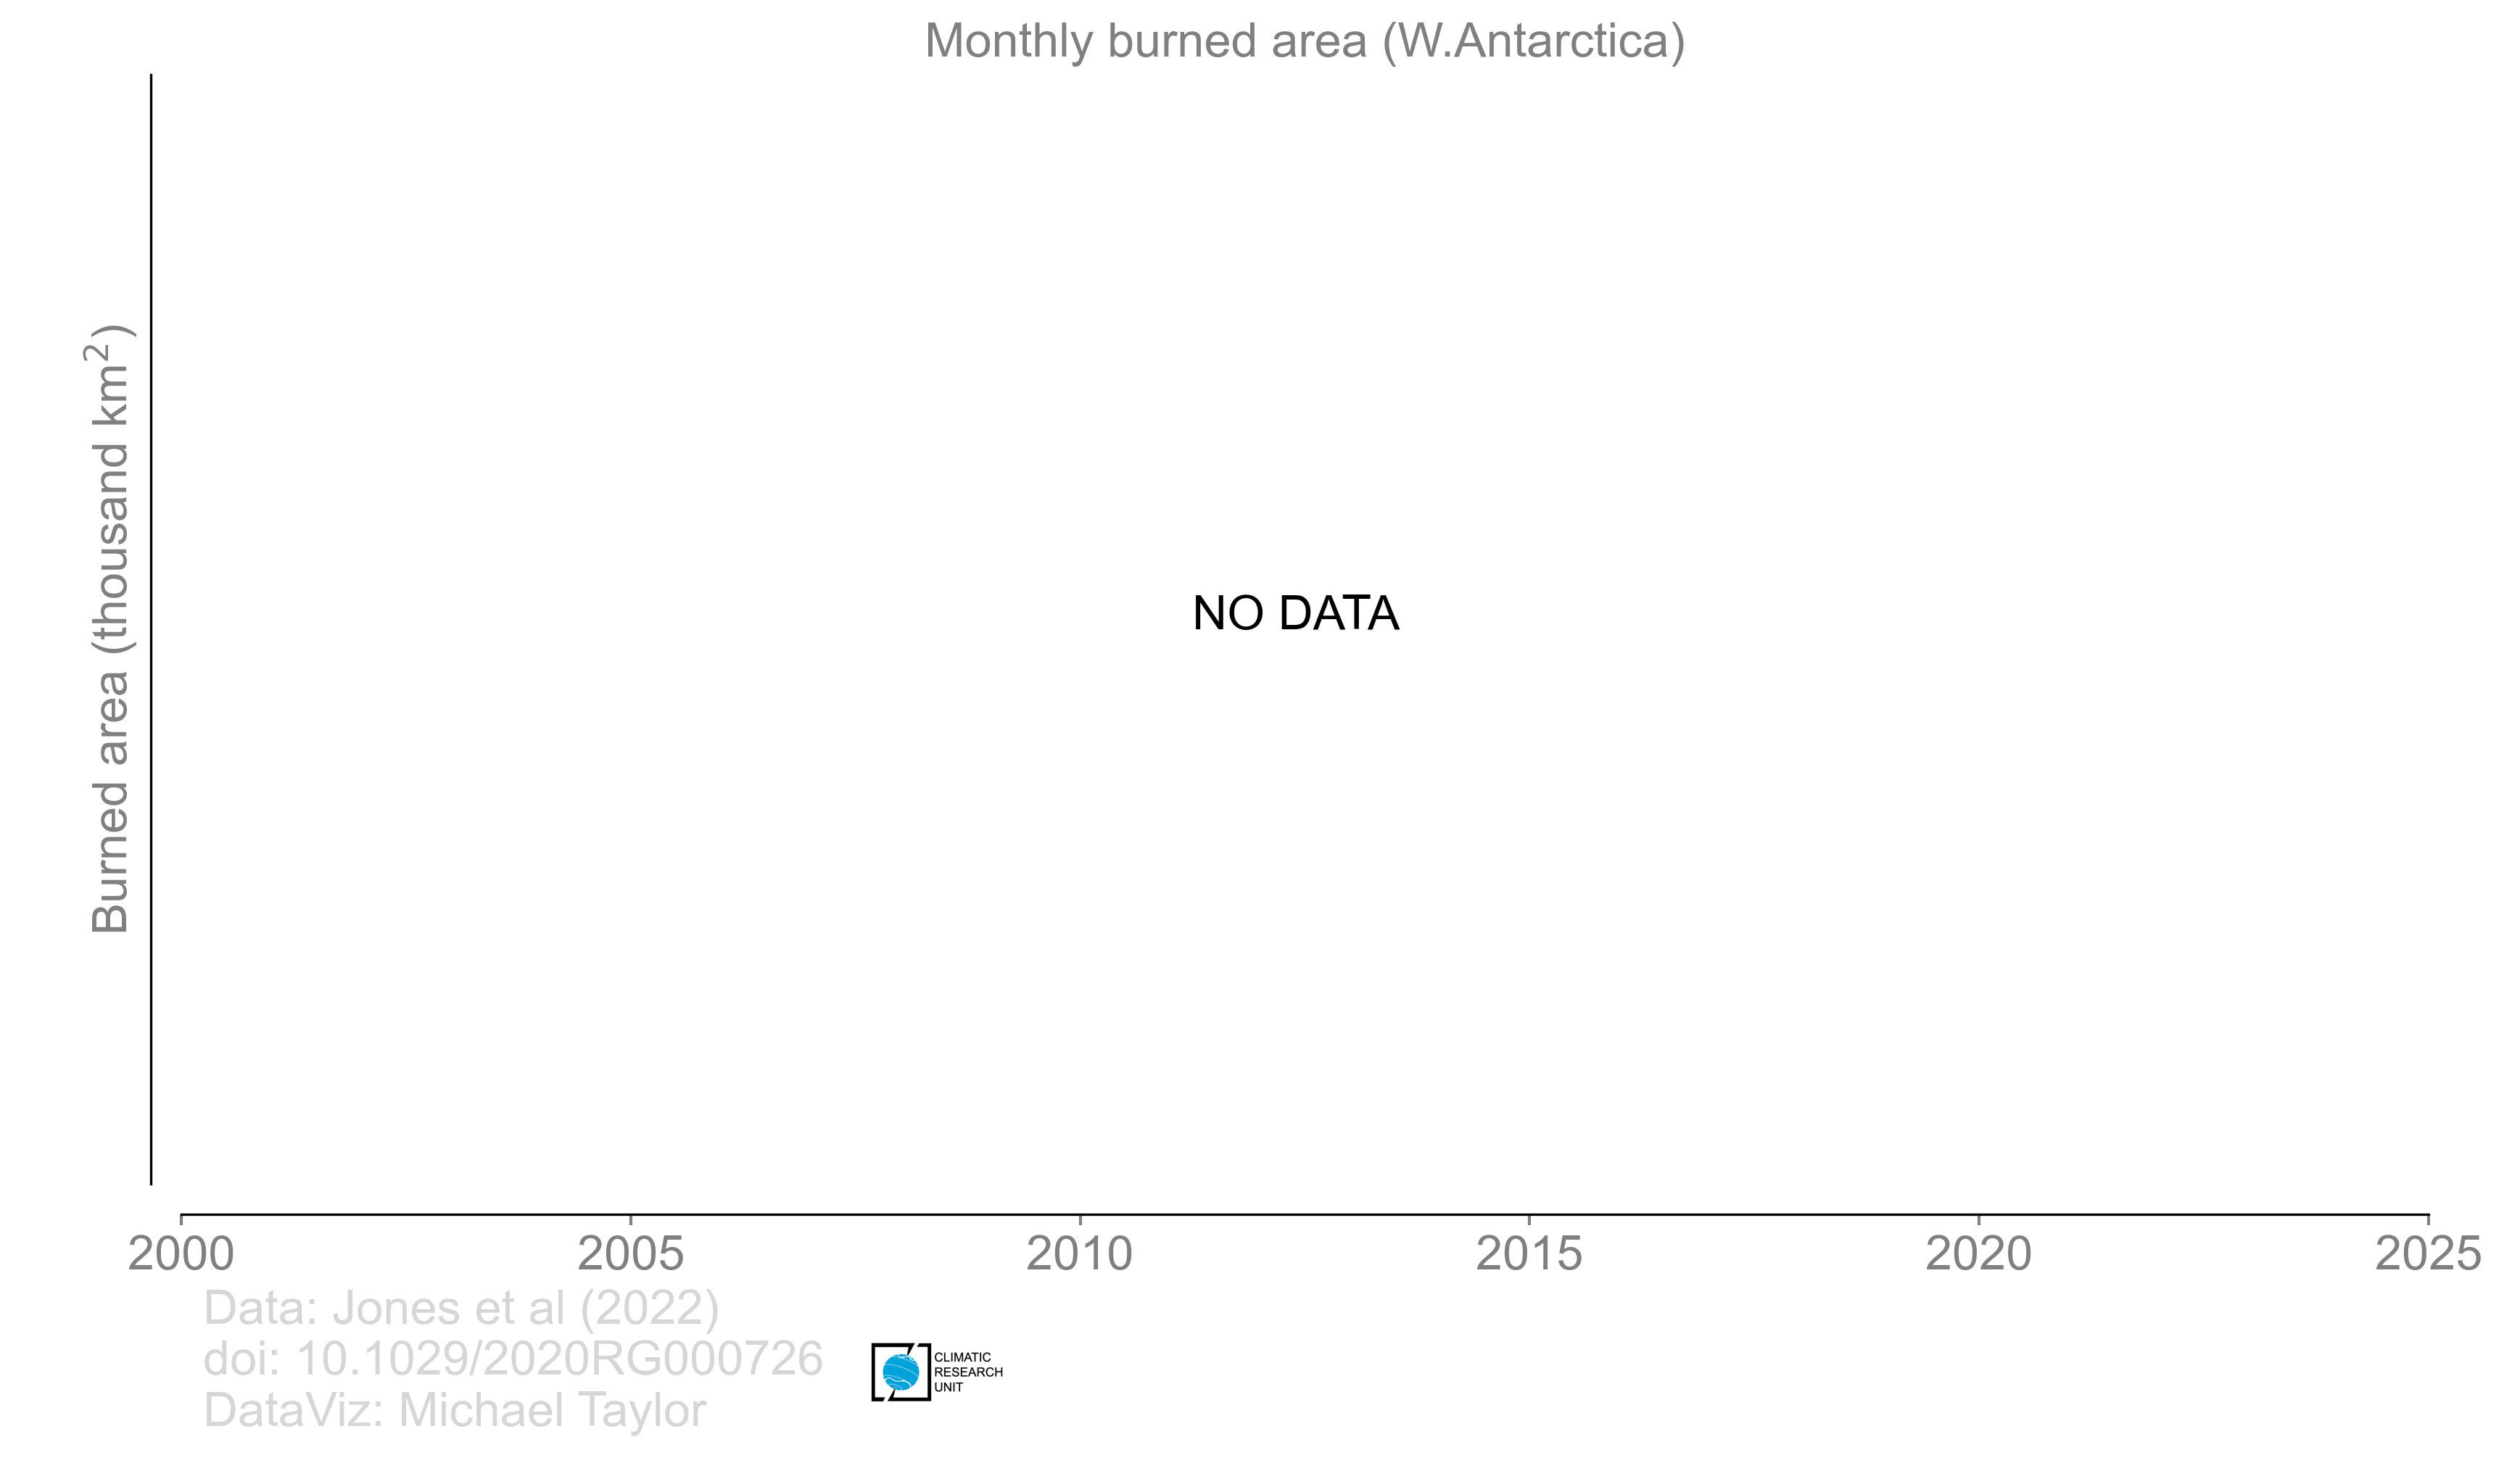 Monthly burned area (W.Antarctica)
Burned area (thousand km²)
NO DATA
2000 2005 2010 2015 2020 2025
Data: Jones et al (2022)
doi: 10.1029/2020RG000726
DataViz: Michael Taylor
CLIMATIC
RESEARCH
UNIT